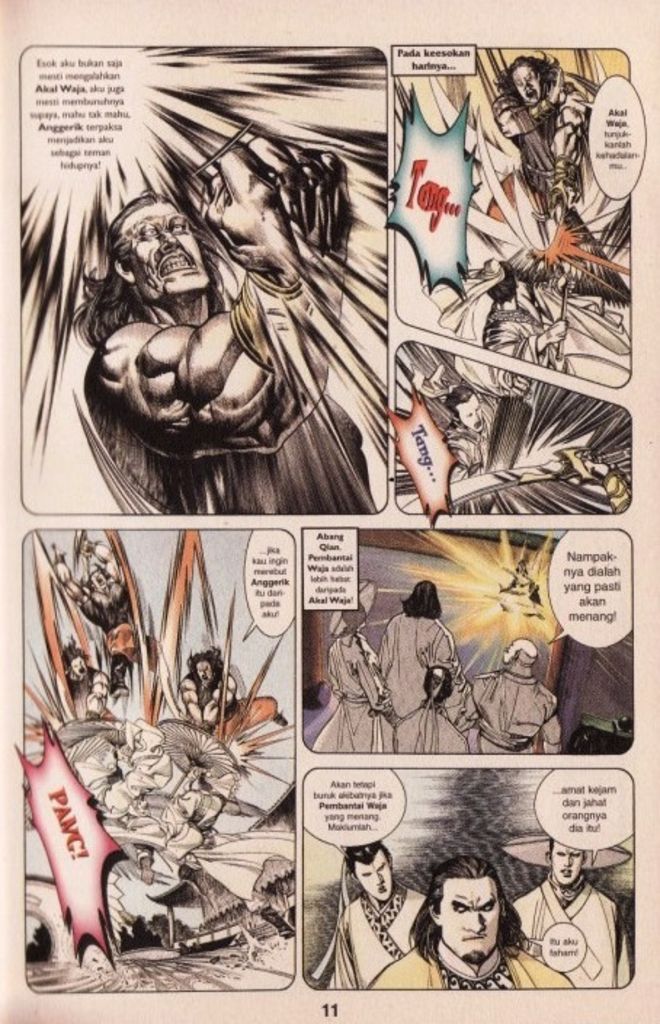 Esok aku bukan saja
mesti mengalahkan
Akal Waja, aku juga
mesti membunuhnya
supaya, mahu tak mahu,
Anggerik terpaksa
menjadikan aku
sebagai teman
hidupnya!
Pada keesokan
harinya...
Akal
Waja,
tunjuk-
kanlah
kehadalan-
mu..
Tang...
Tang...
...jika
kau ingin
merebut
Anggerik
itu dari-
pada
aku!
PANG!
Abang
Qian,
Pembantai
Waja adalah
lebih hebat
daripada
Akal Waja!
Nampak-
nya dialah
yang pasti
akan
menang!
Akan tetapi
buruk akibatnya jika
Pembantai Waja
yang menang.
Maklumlah...
...amat kejam
dan jahat
orangnya
dia itu!
Itu aku
faham!
11